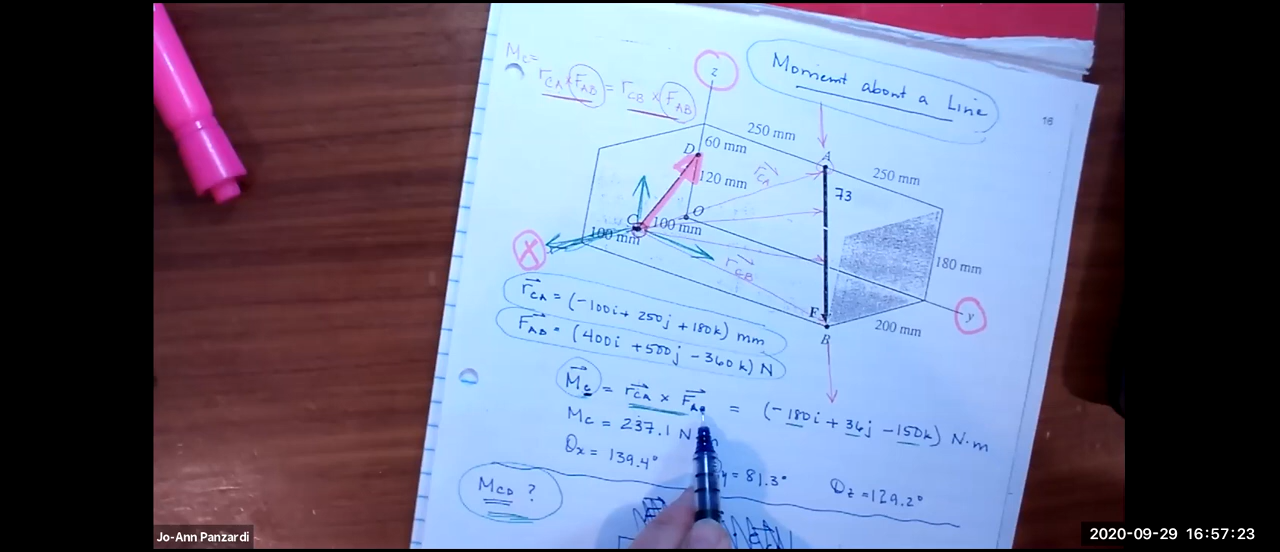 Moment about a Line
16
Mc=
rCA × FAB = rCB × FAB
z
250 mm
D
60 mm
A
250 mm
120 mm
rCA
73
C
O
100 mm
100 mm
X
rCB
180 mm
F
y
200 mm
B
rCA = (-100i + 250j + 180k) mm
FAB = (400i + 500j - 360k) N
Mc = rCA × FA = (-180i + 36j - 150k) N·m
Mc = 237.1 N m
θx = 139.4° y = 81.3° θz = 129.2°
MCD ?
Jo-Ann Panzardi
2020-09-29 16:57:23